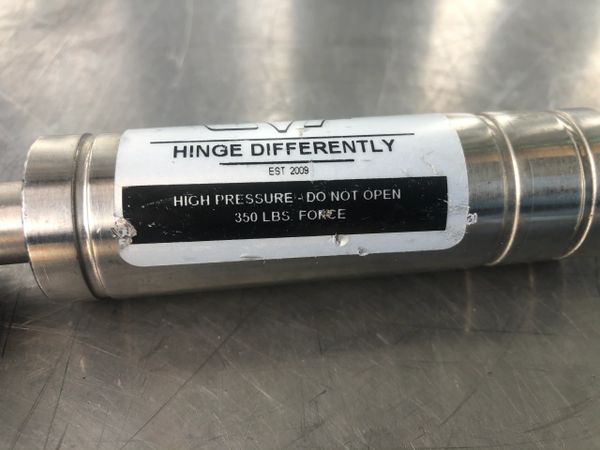 HINGE DIFFERENTLY
EST 2009
HIGH PRESSURE - DO NOT OPEN
350 LBS. FORCE